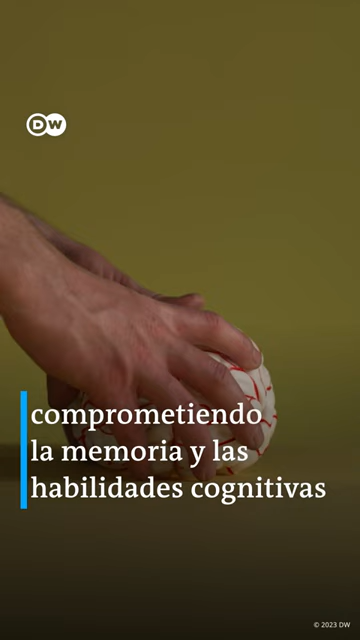 DW
comprometiendo
la memoria y las
habilidades cognitivas
© 2023 DW